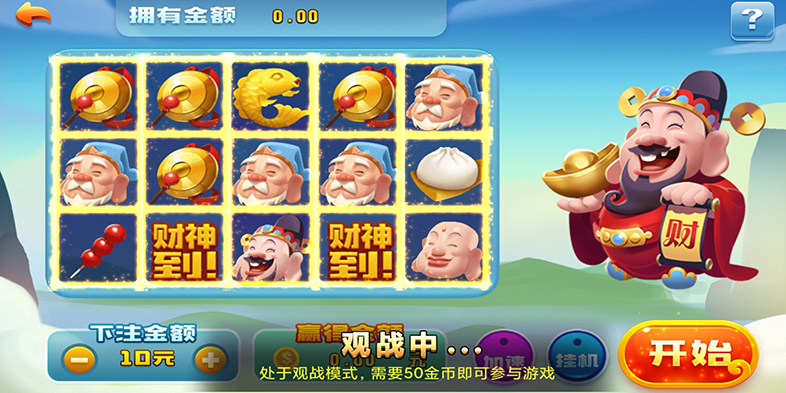 拥有金额 0.00
?
财神
到!
财神
到!
财
下注金额
赢得金额
10元
0.00 元
加速
挂机
开始
观战中...
处于观战模式，需要50金币即可参与游戏